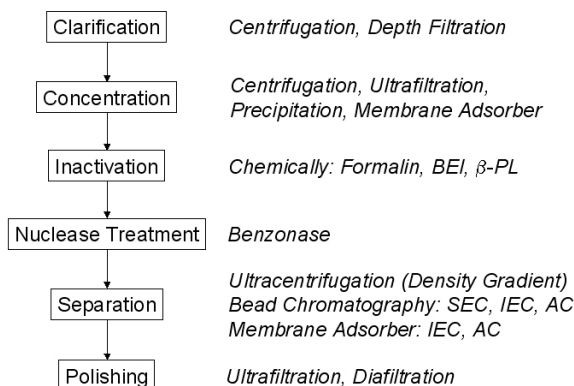 Clarification
Centrifugation, Depth Filtration
Concentration
Centrifugation, Ultrafiltration,
Precipitation, Membrane Adsorber
Inactivation
Chemically: Formalin, BEI, β-PL
Nuclease Treatment
Benzonase
Separation
Ultracentrifugation (Density Gradient)
Bead Chromatography: SEC, IEC, AC
Membrane Adsorber: IEC, AC
Polishing
Ultrafiltration, Diafiltration